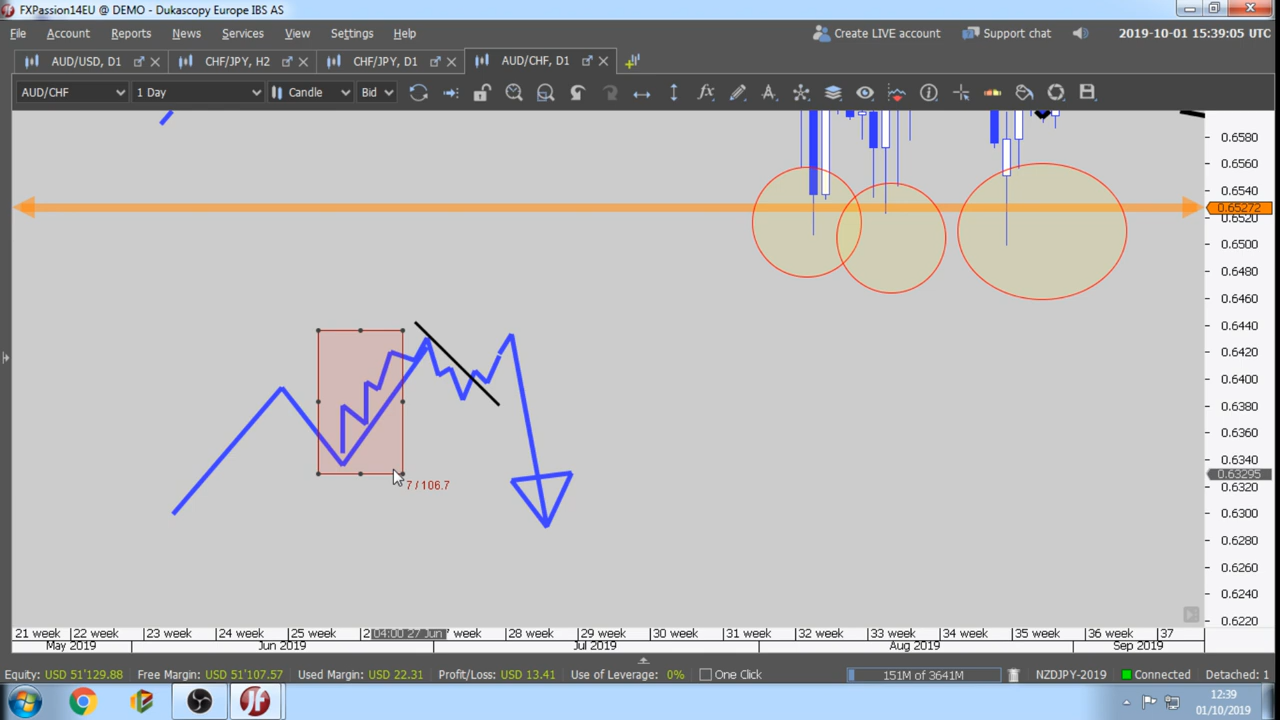 FXPassion14EU @ DEMO - Dukascopy Europe IBS AS
File Account Reports News Services View Settings Help Create LIVE account Support chat 2019-10-01 15:39:05 UTC
AUD/USD, D1 CHF/JPY, H2 CHF/JPY, D1 AUD/CHF, D1
AUD/CHF 1 Day Candle Bid
0.6580
0.6560
0.6540
0.65272
0.6520
0.6500
0.6480
0.6460
0.6440
0.6420
0.6400
0.6380
0.6360
0.6340
0.63295
0.6320
7 / 106.7
0.6300
0.6280
0.6260
0.6240
0.6220
21 week 22 week 23 week 24 week 25 week 2 04:00 27 Jun 7 week 28 week 29 week 30 week 31 week 32 week 33 week 34 week 35 week 36 week 37
May 2019 Jun 2019 Jul 2019 Aug 2019 Sep 2019
Equity: USD 51'129.88 Free Margin: USD 51'107.57 Used Margin: USD 22.31 Profit/Loss: USD 13.41 Use of Leverage: 0% One Click 151M of 3641M NZDJPY-2019 Connected Detached: 1
12:39
01/10/2019